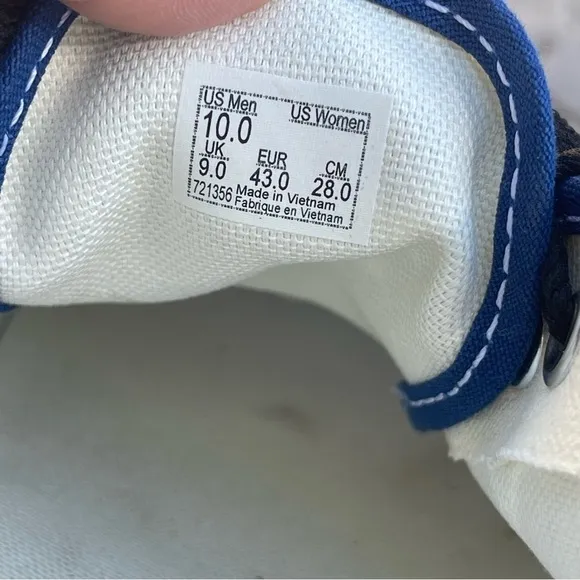 US Men US Women
10.0
UK EUR CM
9.0 43.0 28.0
721356 Made in Vietnam
Fabrique en Vietnam